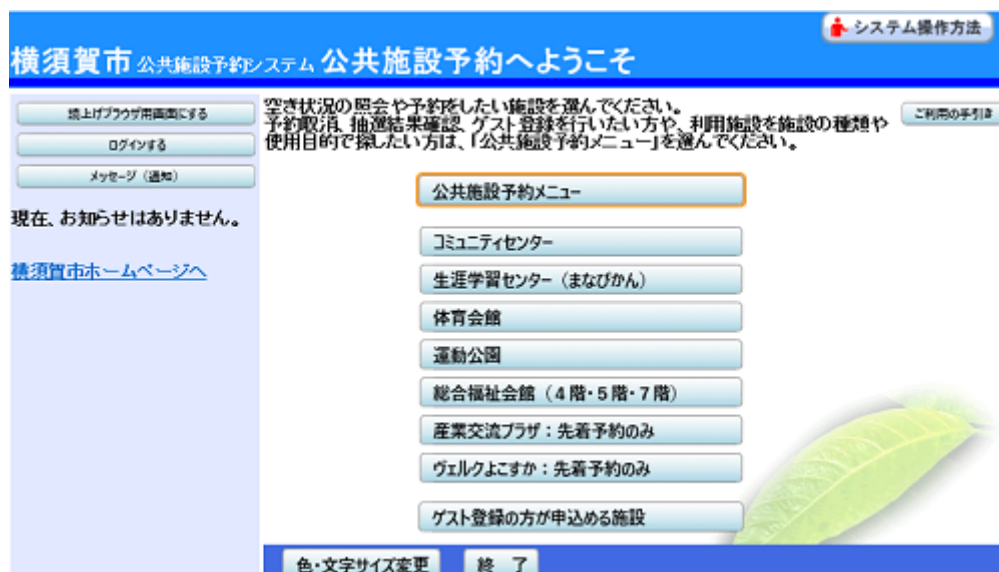 システム操作方法
横須賀市 公共施設予約システム 公共施設予約へようこそ
読上げブラウザ用画面にする
ログインする
メッセージ（通知）
現在、お知らせはありません。
横須賀市ホームページへ
空き状況の照会や予約をしたい施設を選んでください。
予約取消、抽選結果確認、ゲスト登録を行いたい方や、利用施設を施設の種類や
使用目的で探したい方は、「公共施設予約メニュー」を選んでください。
ご利用の手引き
公共施設予約メニュー
コミュニティセンター
生涯学習センター（まなびかん）
体育会館
運動公園
総合福祉会館（４階・５階・７階）
産業交流プラザ：先着予約のみ
ヴェルクよこすか：先着予約のみ
ゲスト登録の方が申込める施設
色・文字サイズ変更
終 了